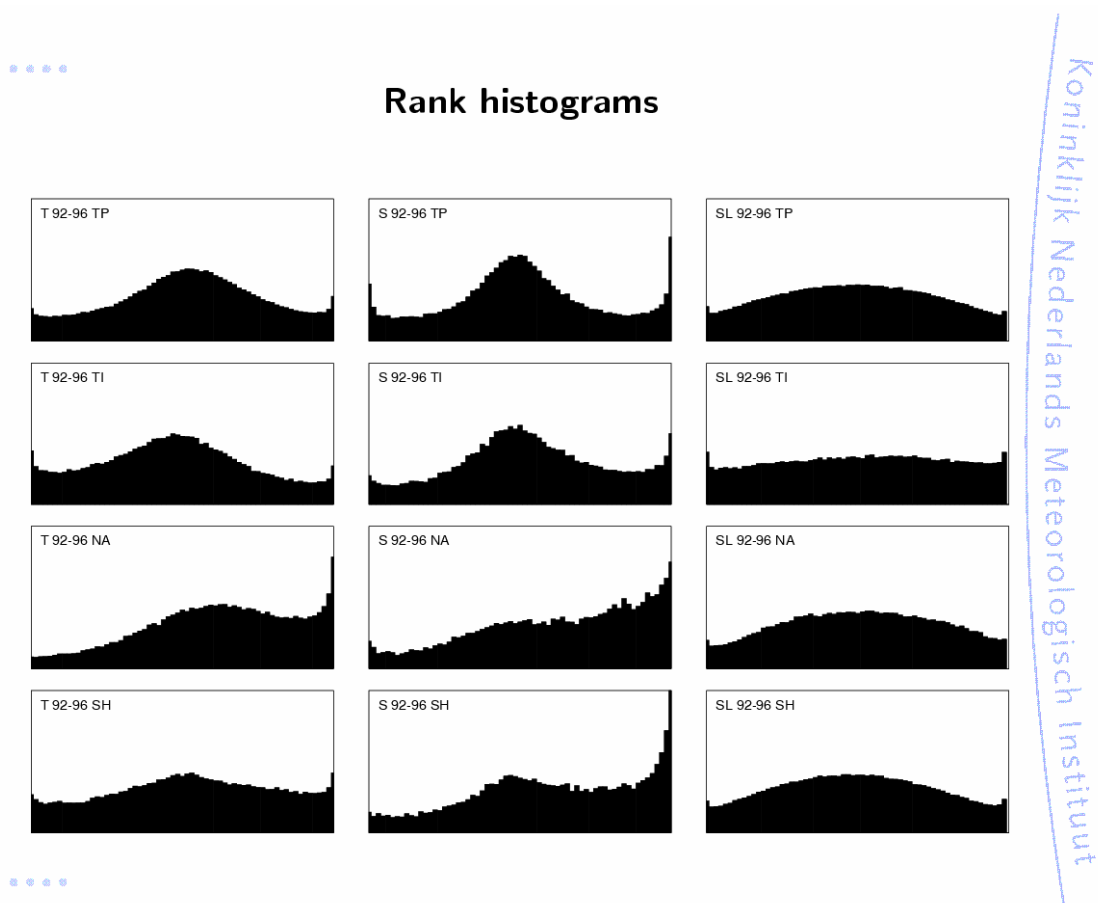 Rank histograms
T 92-96 TP
S 92-96 TP
SL 92-96 TP
T 92-96 TI
S 92-96 TI
SL 92-96 TI
T 92-96 NA
S 92-96 NA
SL 92-96 NA
T 92-96 SH
S 92-96 SH
SL 92-96 SH
Koninklijk Nederlands Meteorologisch Instituut